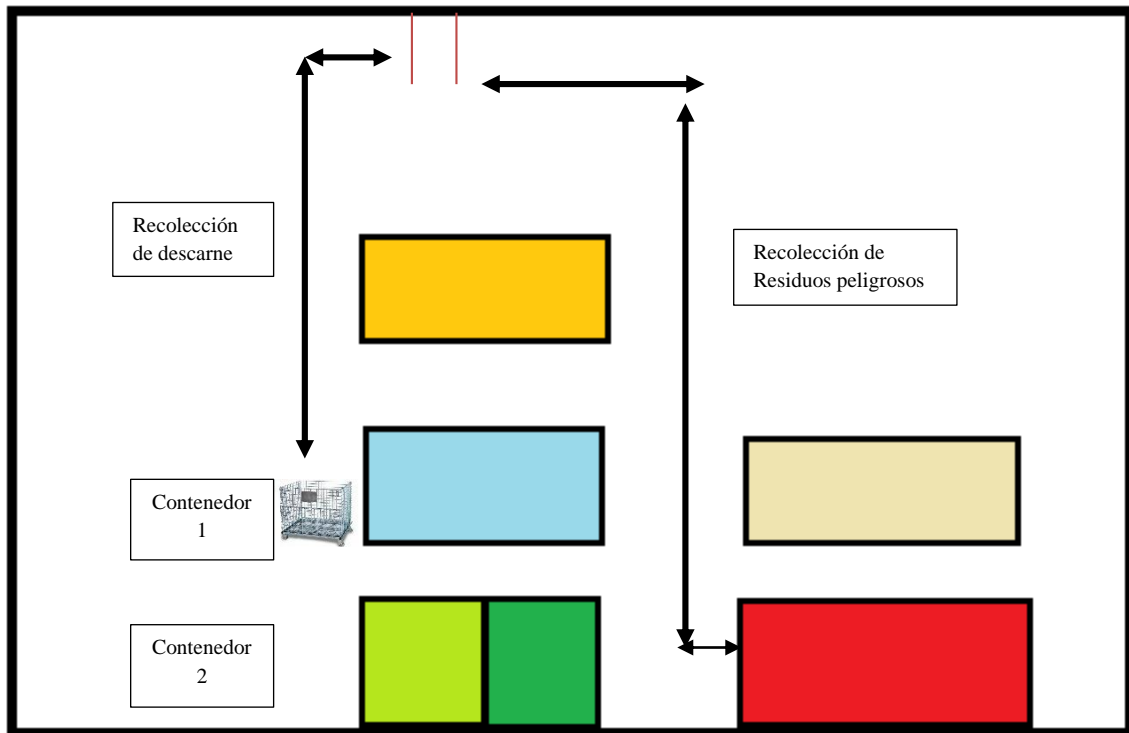 Recolección
de descarne
Recolección de
Residuos peligrosos
Contenedor
1
Contenedor
2